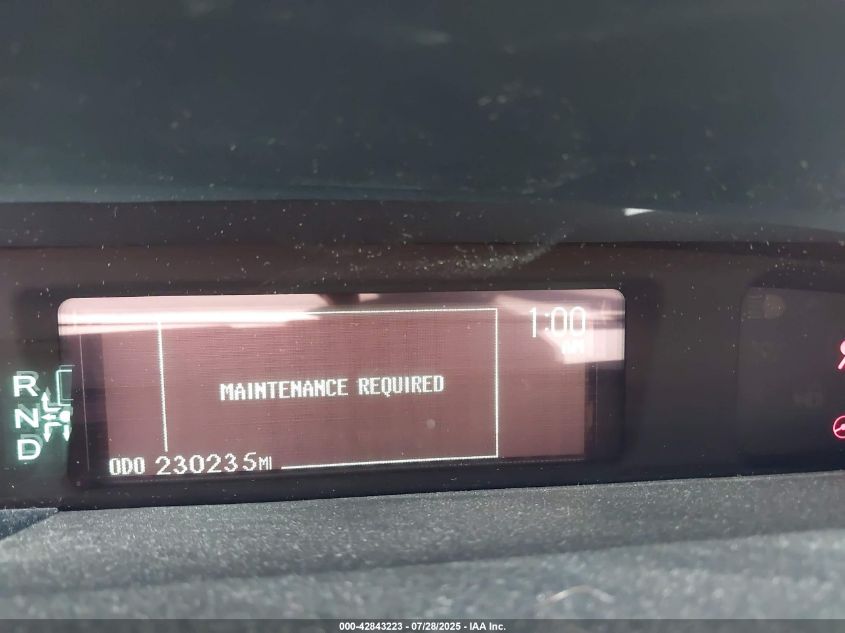 1:00
AM
MAINTENANCE REQUIRED
R
N
D
ODO 230235MI
000-42843223 - 07/28/2025 - IAA Inc.